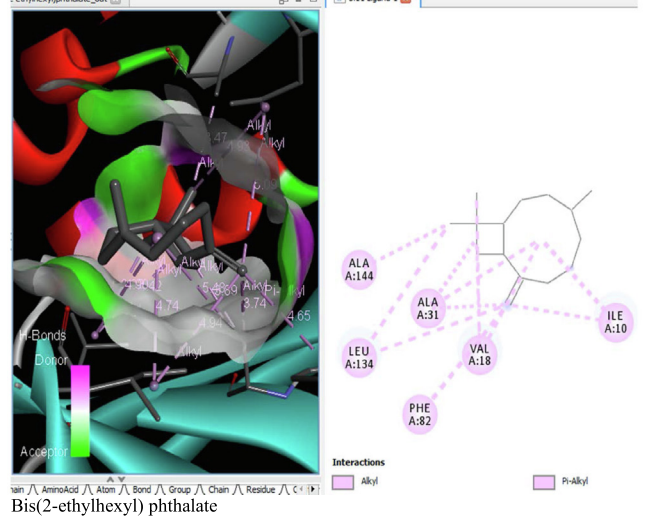 Alkyl
Alkyl
Alkyl
Alkyl
Alkyl
4.74
3.74
4.65
4.94
Alkyl
H-Bonds
Donor
Acceptor
AminoAcid
Atom
Bond
Group
Chain
Residue
ALA
A:144
ALA
A:31
ILE
A:10
LEU
A:134
VAL
A:18
PHE
A:82
Interactions
Alkyl
Pi-Alkyl
Bis(2-ethylhexyl) phthalate